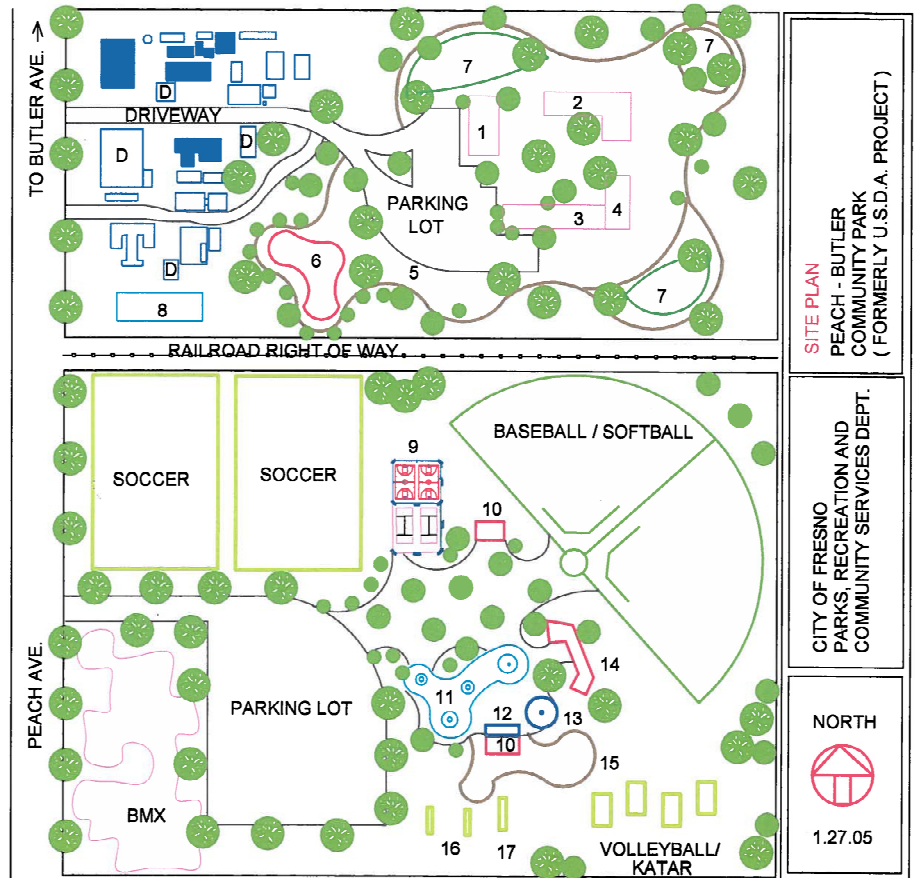 TO BUTLER AVE.
D
DRIVEWAY
D
D
D
8
7
7
1
2
3
4
PARKING
LOT
5
6
7
RAILROAD RIGHT OF WAY
SOCCER
SOCCER
9
10
BASEBALL / SOFTBALL
PEACH AVE.
PARKING LOT
BMX
11
12
10
13
14
15
16
17
VOLLEYBALL/
KATAR
SITE PLAN
PEACH - BUTLER
COMMUNITY PARK
( FORMERLY U.S.D.A. PROJECT )
CITY OF FRESNO
PARKS, RECREATION AND
COMMUNITY SERVICES DEPT.
NORTH
1.27.05